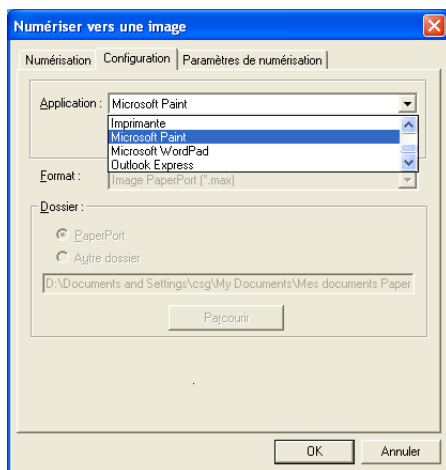 Numériser vers une image
Numérisation Configuration Paramètres de numérisation
Application : Microsoft Paint
Imprimante
Microsoft Paint
Microsoft WordPad
Outlook Express
Format : Image PaperPort (*.max)
Dossier :
PaperPort
Autre dossier
D:\Documents and Settings\csg\My Documents\Mes documents Paper
Parcourir
OK Annuler